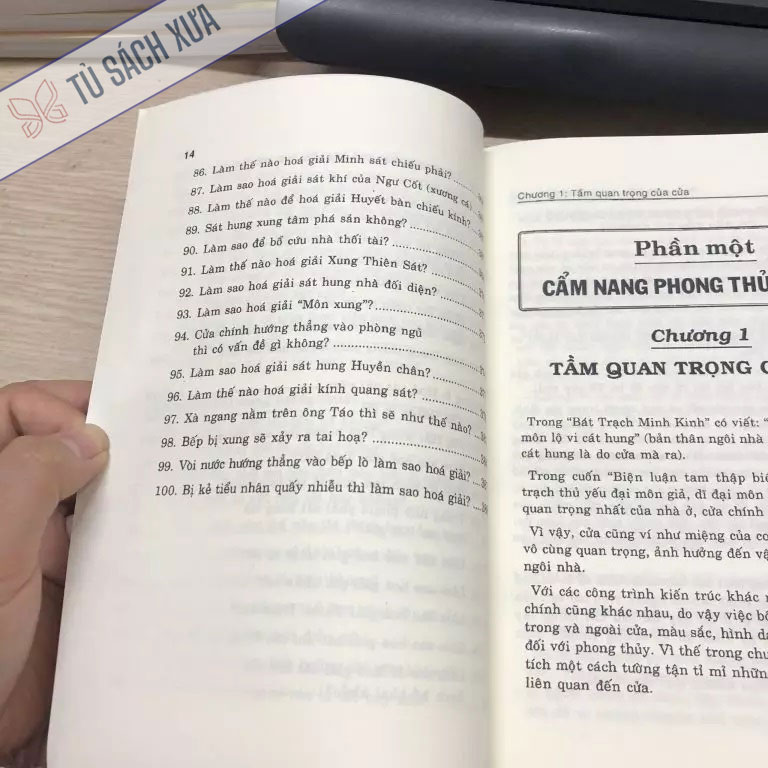 TỦ SÁCH XƯA
14
86. Làm thế nào hoá giải Minh sát chiếu phải?
87. Làm sao hoá giải sát khí của Ngư Cốt (xương cá)
88. Làm thế nào để hoá giải Huyết bàn chiếu kính?
89. Sát hung xung tâm phá sản không?
90. Làm sao để bổ cứu nhà thối tài?
91. Làm thế nào hoá giải Xung Thiên Sát?
92. Làm sao hoá giải sát hung nhà đối diện?
93. Làm sao hoá giải “Môn xung”?
94. Cửa chính hướng thẳng vào phòng ngủ
thì có vấn đề gì không?
95. Làm sao hoá giải sát hung Huyền chân?
96. Làm thế nào hoá giải kính quang sát?
97. Xà ngang nằm trên ông Táo thì sẽ như thế nào?
98. Bếp bị xung sẽ xảy ra tai hoạ?
99. Vòi nước hướng thẳng vào bếp lò làm sao hoá giải?
100. Bị kẻ tiểu nhân quấy nhiễu thì làm sao hoá giải?
Chương 1: Tầm quan trọng của cửa
Phần một
CẨM NANG PHONG THỦ
Chương 1
TẦM QUAN TRỌNG C
Trong “Bát Trạch Minh Kinh” có viết: “
môn lộ vi cát hung” (bản thân ngôi nhà
cát hung là do cửa mà ra).
Trong cuốn “Biện luận tam thập biế
trạch thủ yếu đại môn giả, dĩ đại môn
quan trọng nhất của nhà ở, cửa chính
Vì vậy, cửa cũng ví như miệng của co
vô cùng quan trọng, ảnh hưởng đến vậ
ngôi nhà.
Với các công trình kiến trúc khác n
chính cũng khác nhau, do vậy việc bố
trong và ngoài cửa, màu sắc, hình dá
đối với phong thủy. Vì thế trong chu
tích một cách tường tận tỉ mỉ những
liên quan đến cửa.